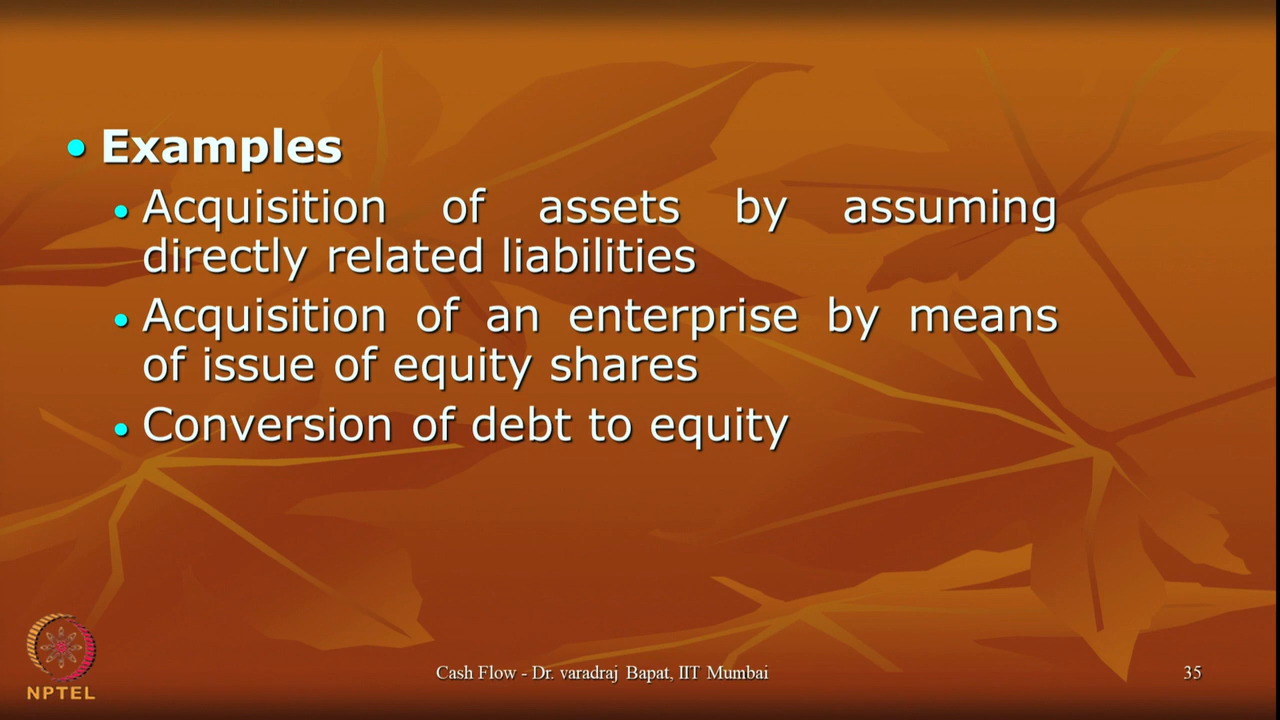 Examples
Acquisition of assets by assuming
directly related liabilities
Acquisition of an enterprise by means
of issue of equity shares
Conversion of debt to equity
NPTEL
Cash Flow - Dr. varadraj Bapat, IIT Mumbai
35